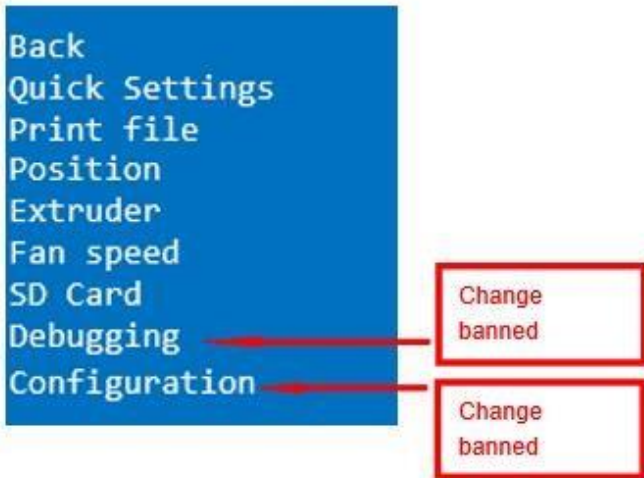 Back
Quick Settings
Print file
Position
Extruder
Fan speed
SD Card
Debugging
Configuration
Change
banned
Change
banned